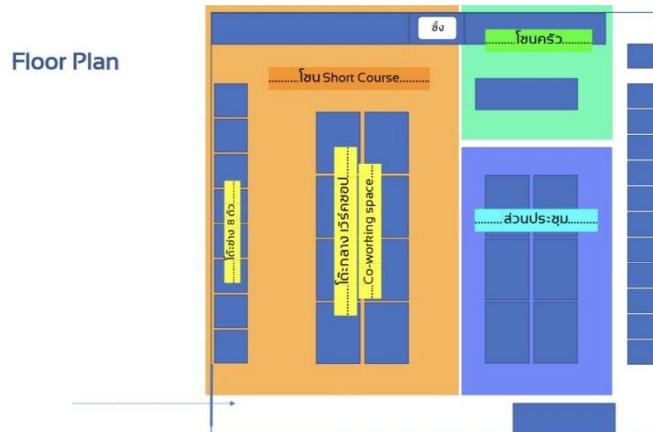 Floor Plan
ซิ้ง
..........โซนครัว..........
..........โซน Short Course..........
โต๊ะช่าง 8 ตัว
โต๊ะกลาง เวิร์คชอป
Co-working space
..........ส่วนประชุม..........